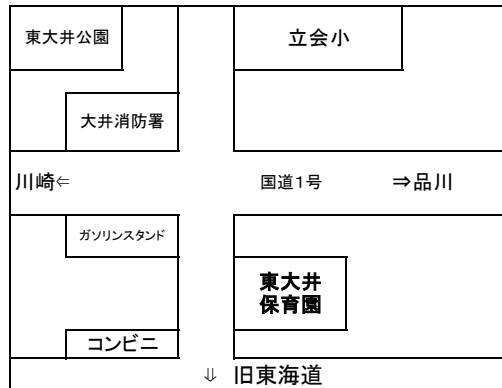 東大井公園
立会小
大井消防署
川崎⇐
国道1号
⇒品川
ガソリンスタンド
東大井
保育園
コンビニ
⇓ 旧東海道